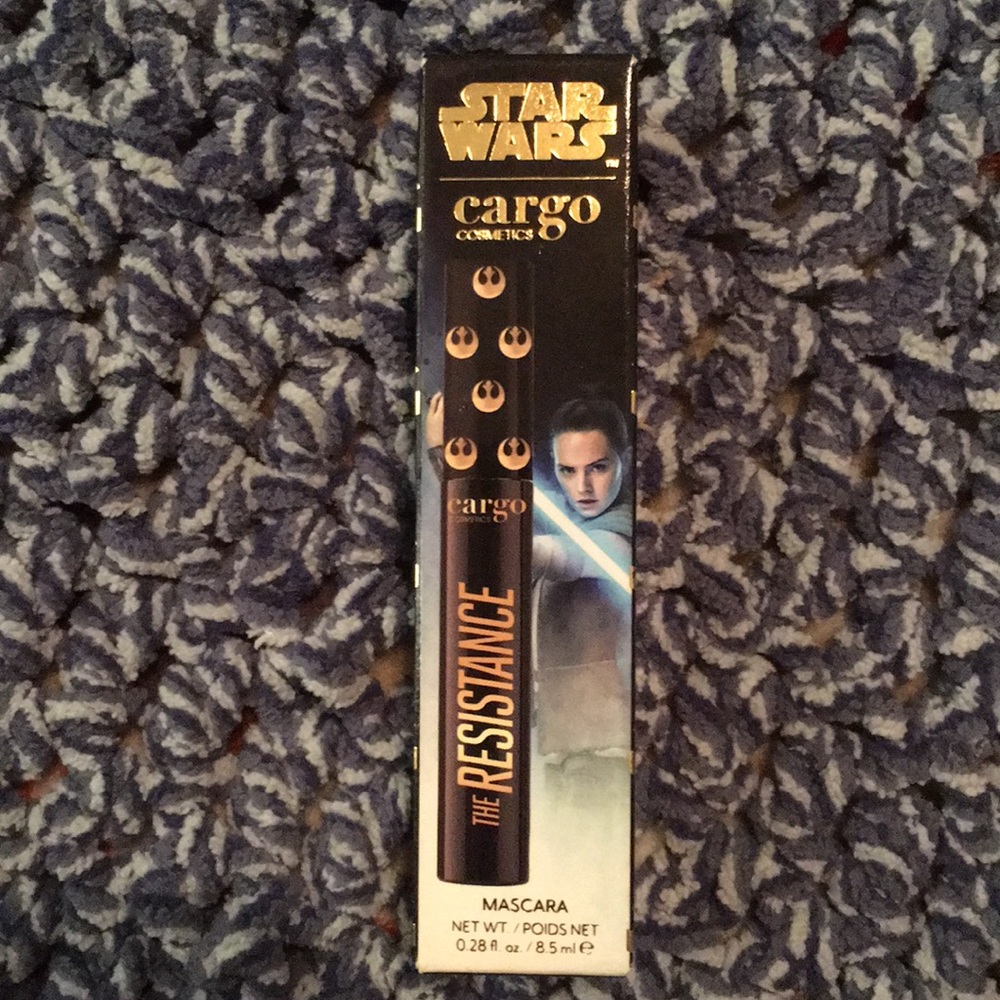 STAR
WARS
™
cargo
COSMETICS
cargo
COSMETICS
THE RESISTANCE
MASCARA
NET WT. / POIDS NET
0.28 fl. oz. / 8.5 ml ℮